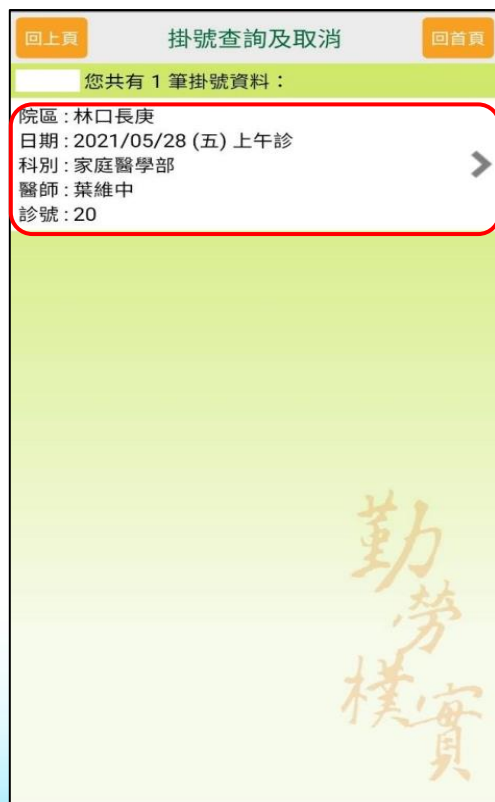 回上頁
掛號查詢及取消
回首頁
您共有 1 筆掛號資料：
院區 : 林口長庚
日期 : 2021/05/28 (五) 上午診
科別 : 家庭醫學部
醫師 : 葉維中
診號 : 20
勤勞樸實